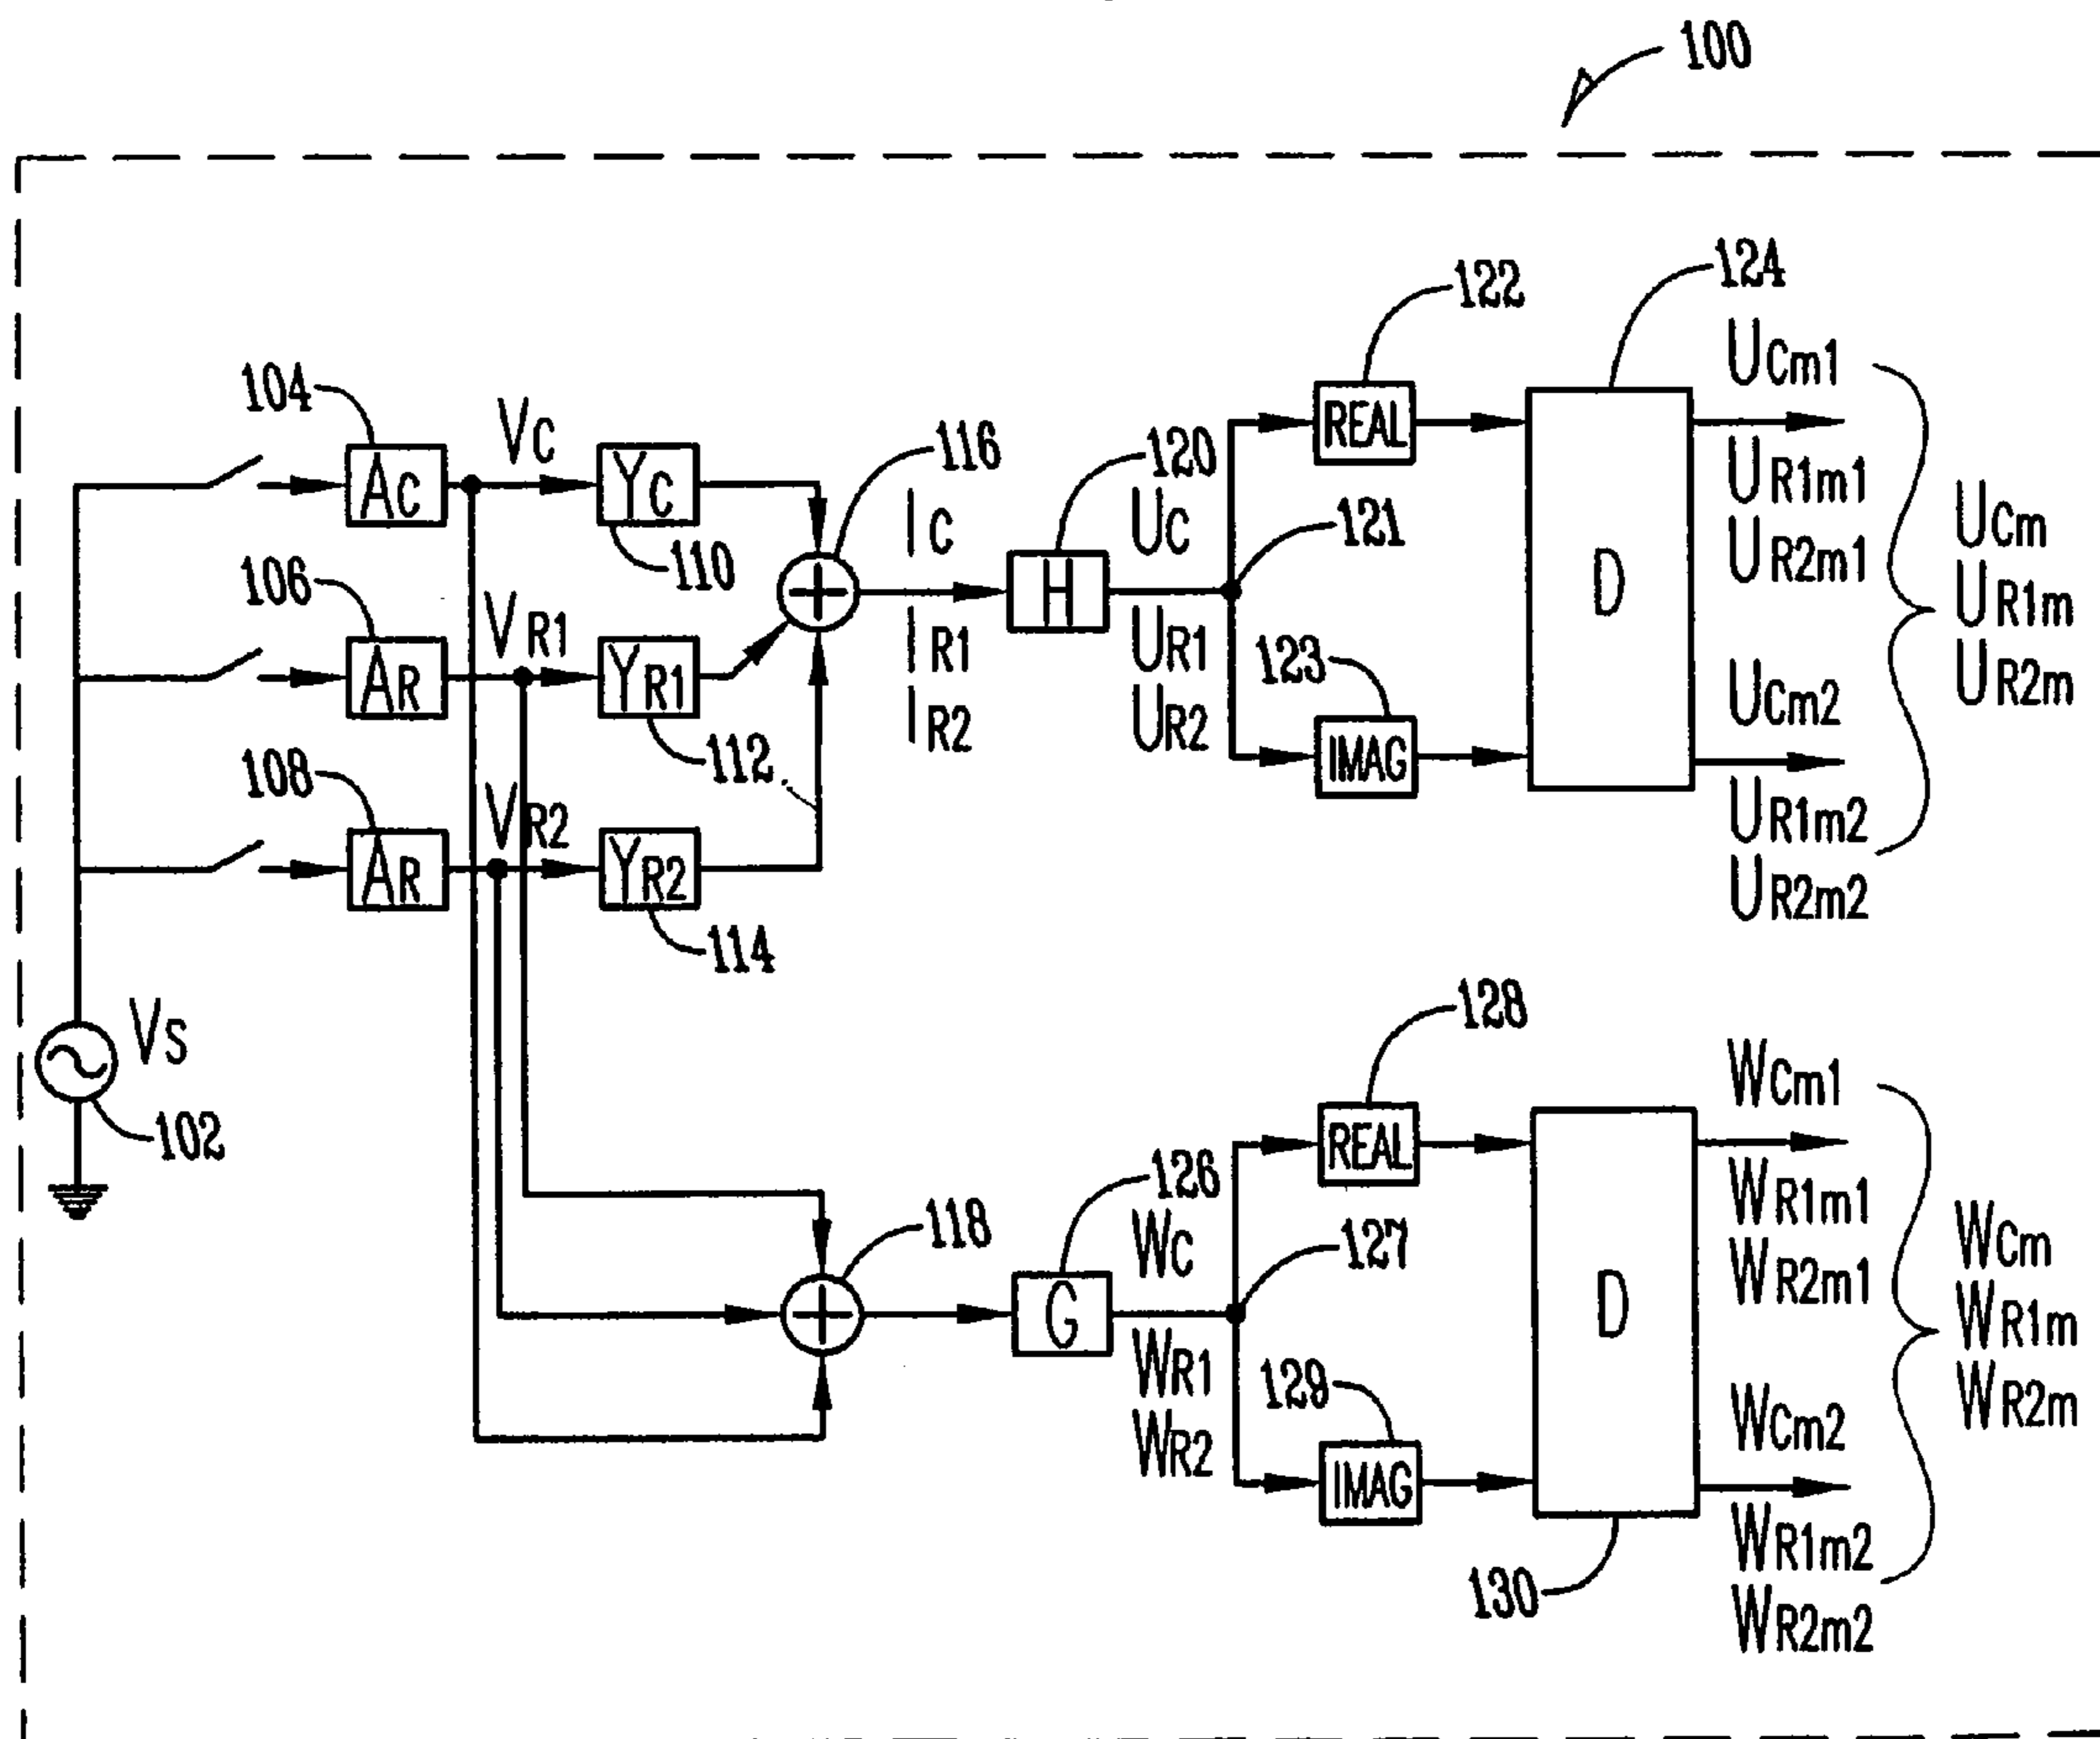 100
124
122
UCm1
104
VC
116
120
REAL
AC
YC
IC
UC
121
UR1m1
UCm
110
UR2m1
106
H
D
UR1m
VR1
IR1
UR1
123
UCm2
UR2m
AR
YR1
IR2
UR2
112
IMAG
108
VR2
UR1m2
AR
YR2
UR2m2
114
128
VS
WCm1
102
REAL
126
WR1m1
WC
118
127
WR2m1
WCm
G
D
WR1m
WR1
129
WCm2
WR2m
WR2
IMAG
WR1m2
130
WR2m2